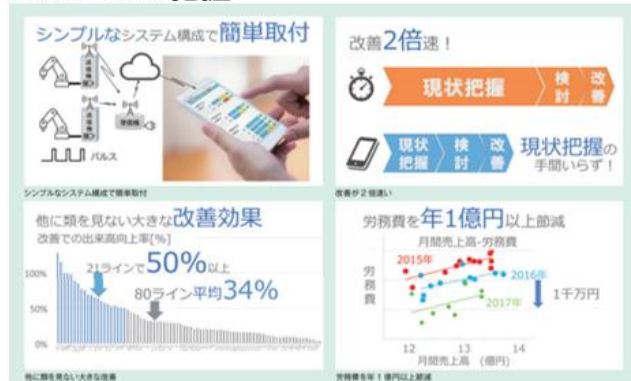 シンプルなシステム構成で簡単取付
送信機
送信機
受信機
パルス
シンプルなシステム構成で簡単取付
改善2倍速！
現状把握
検討
改善
現状把握
検討
改善
現状把握の
手間いらず！
改善が2倍速い
他に類を見ない大きな改善効果
改善での出来高向上率[%]
21ラインで50%以上
80ライン平均34%
100%
50%
0%
他に類を見ない大きな改善
労務費を年1億円以上節減
月間売上高-労務費
2015年
2016年
2017年
労務費
1千万円
12
13
14
月間売上高 (億円)
労務費を年1億円以上節減